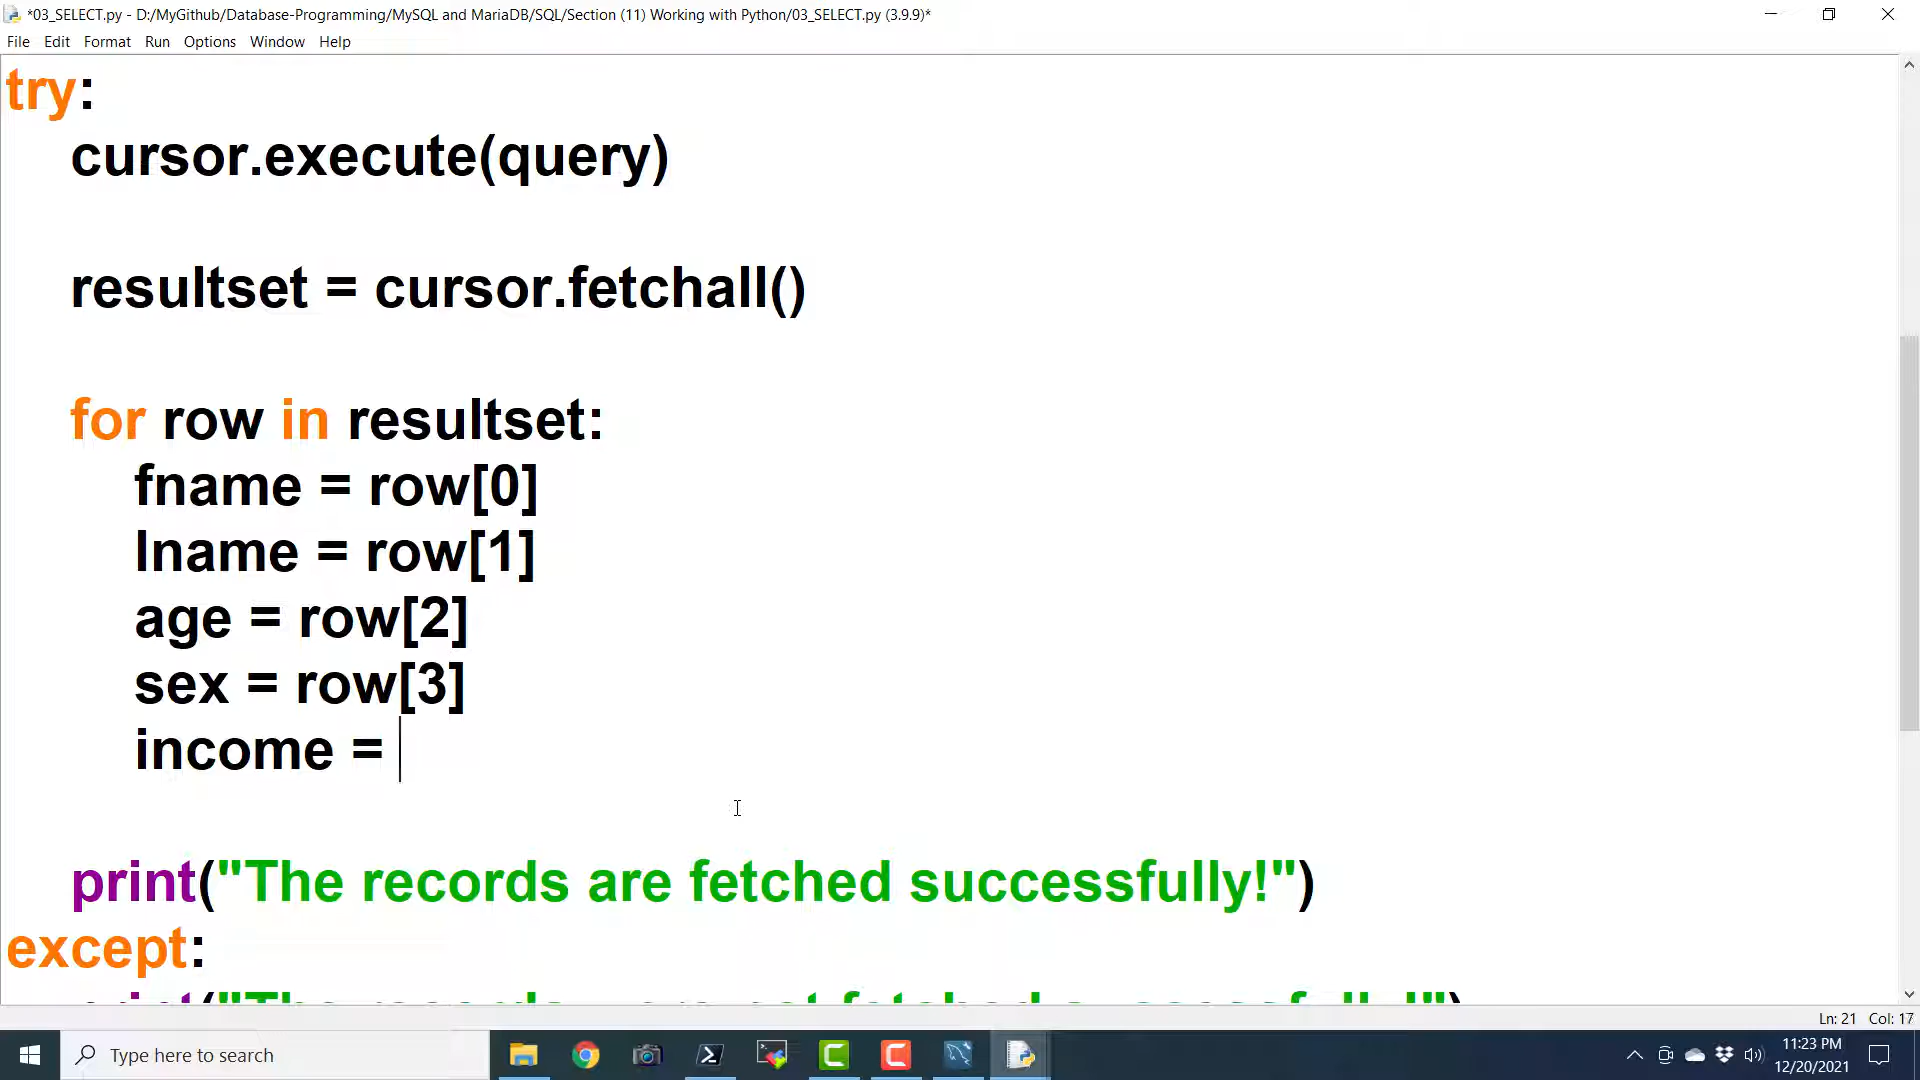 *03_SELECT.py - D:/MyGithub/Database-Programming/MySQL and MariaDB/SQL/Section (11) Working with Python/03_SELECT.py (3.9.9)*
File Edit Format Run Options Window Help
try:
cursor.execute(query)
resultset = cursor.fetchall()
for row in resultset:
fname = row[0]
lname = row[1]
age = row[2]
sex = row[3]
income =
print("The records are fetched successfully!")
except:
Ln: 21 Col: 17
Type here to search
11:23 PM
12/20/2021